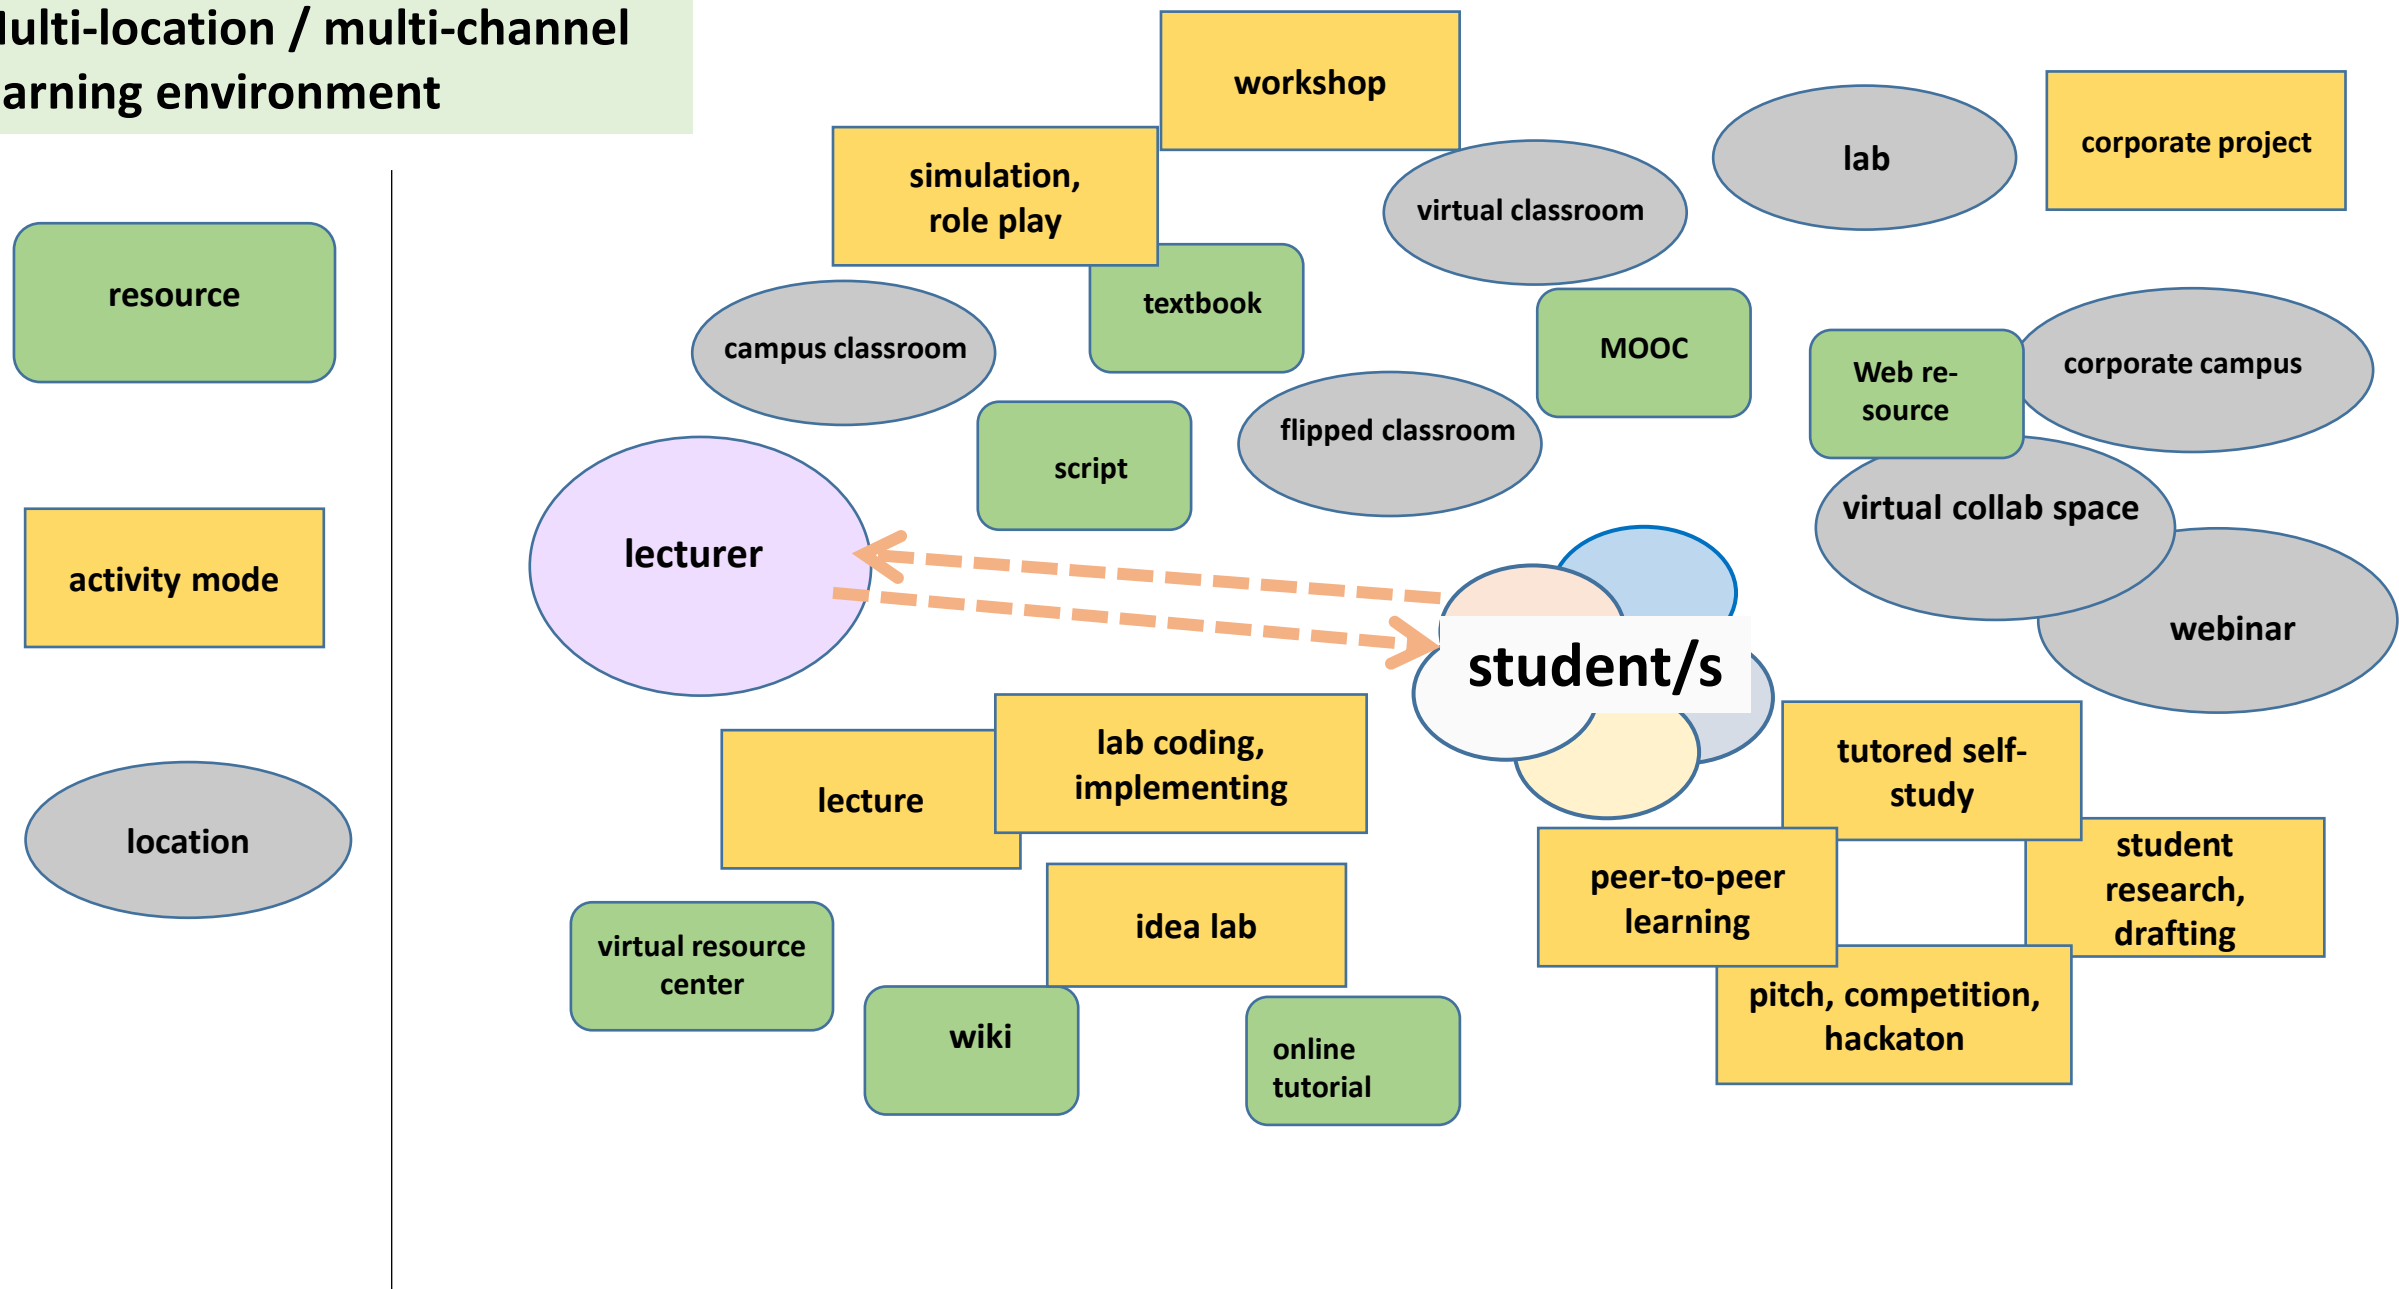 ulti-location / multi-channel
arning environment
resource
activity mode
location
workshop
simulation,
role play
virtual classroom
lab
corporate project
textbook
campus classroom
MOOC
Web re-
source
corporate campus
script
flipped classroom
virtual collab space
lecturer
student/s
webinar
lecture
lab coding,
implementing
tutored self-
study
peer-to-peer
learning
student
research,
drafting
idea lab
virtual resource
center
pitch, competition,
hackaton
wiki
online
tutorial